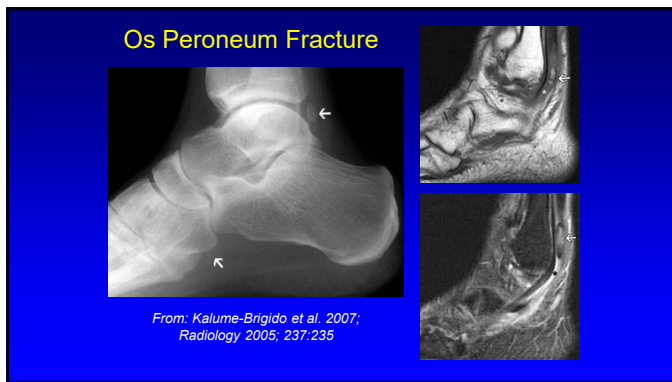 Os Peroneum Fracture
*
*
From: Kalume-Brigido et al. 2007;
Radiology 2005; 237:235